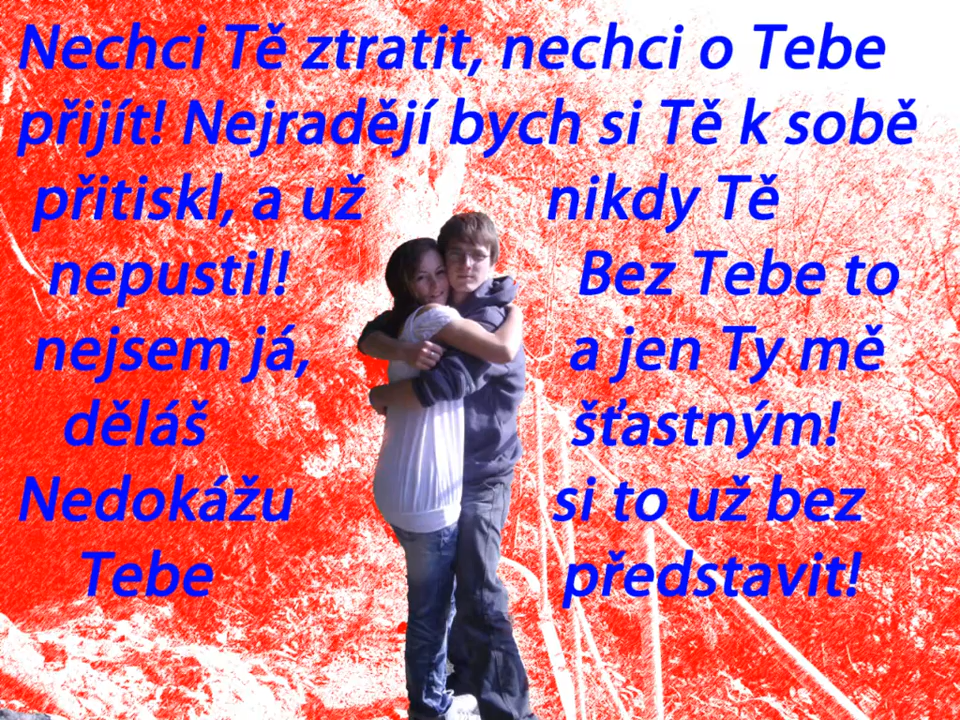 Nechci Tě ztratit, nechci o Tebe
přijít! Nejradějí bych si Tě k sobě
přitiskl, a už nikdy Tě
nepustil! Bez Tebe to
nejsem já, a jen Ty mě
děláš šťastným!
Nedokážu si to už bez
Tebe představit!